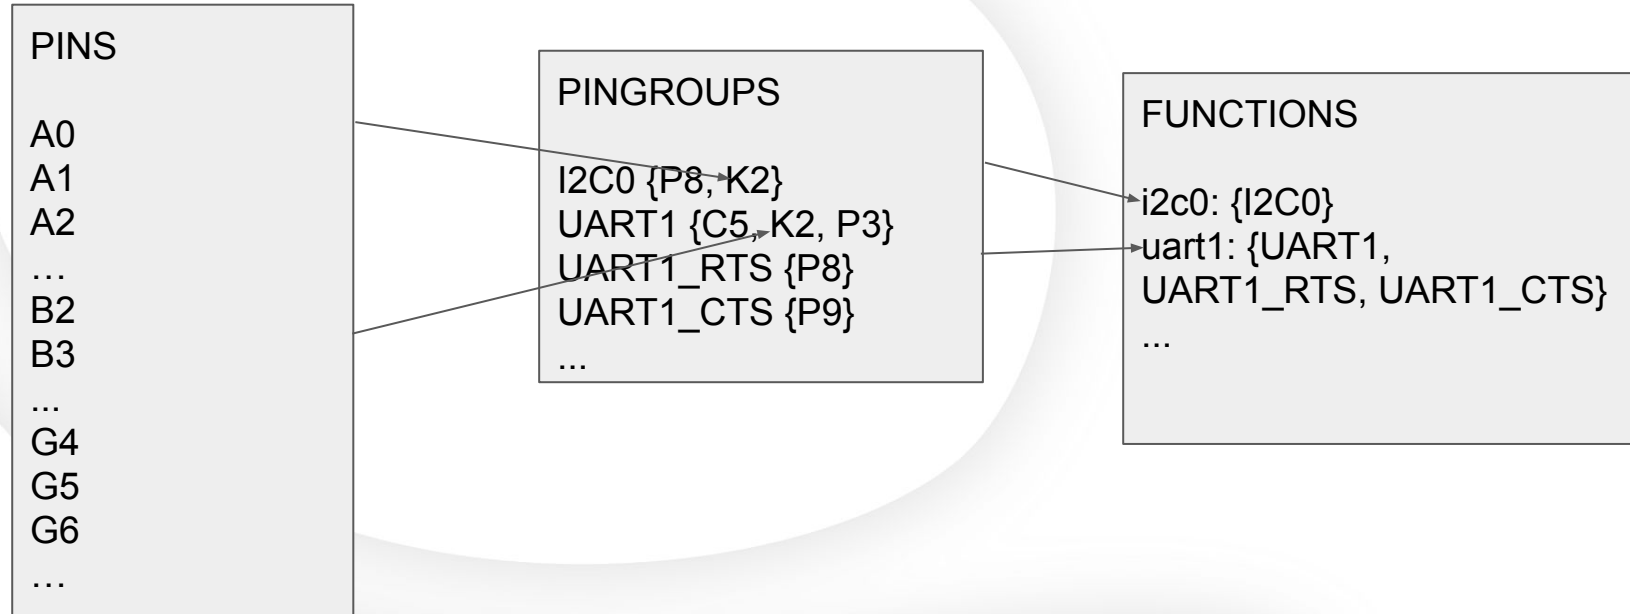 PINS
A0
A1
A2
…
B2
B3
...
G4
G5
G6
…
PINGROUPS
I2C0 {P8, K2}
UART1 {C5, K2, P3}
UART1_RTS {P8}
UART1_CTS {P9}
...
FUNCTIONS
i2c0: {I2C0}
uart1: {UART1,
UART1_RTS, UART1_CTS}
...